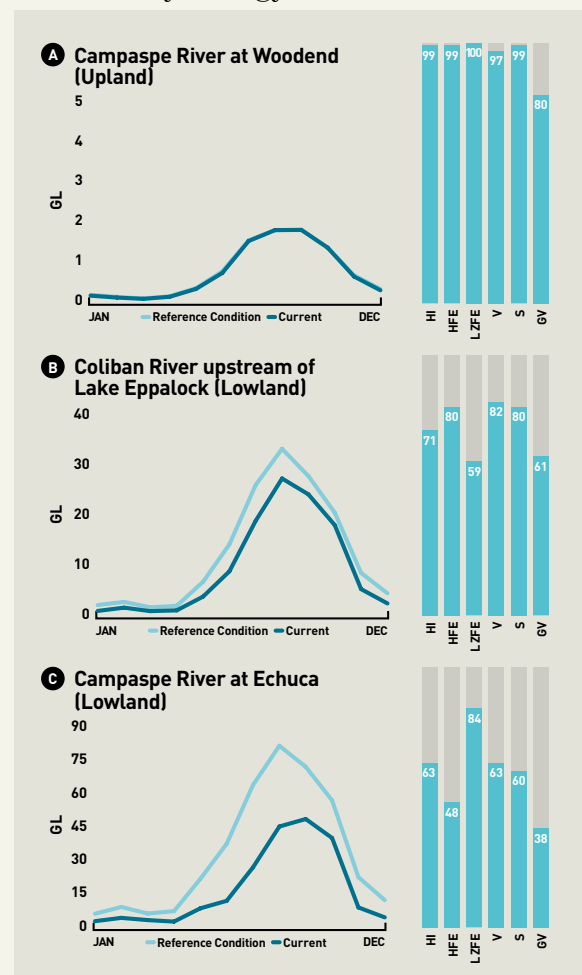 A Campaspe River at Woodend
(Upland)
5
4
3
2
1
0
GL
JAN Reference Condition Current DEC
99 99 100 97 99 80
HI HFE LZFE V S GV
B Coliban River upstream of
Lake Eppalock (Lowland)
40
30
20
10
0
GL
JAN Reference Condition Current DEC
71 80 59 82 80 61
HI HFE LZFE V S GV
C Campaspe River at Echuca
(Lowland)
90
75
60
45
30
15
0
GL
JAN Reference Condition Current DEC
63 48 84 63 60 38
HI HFE LZFE V S GV